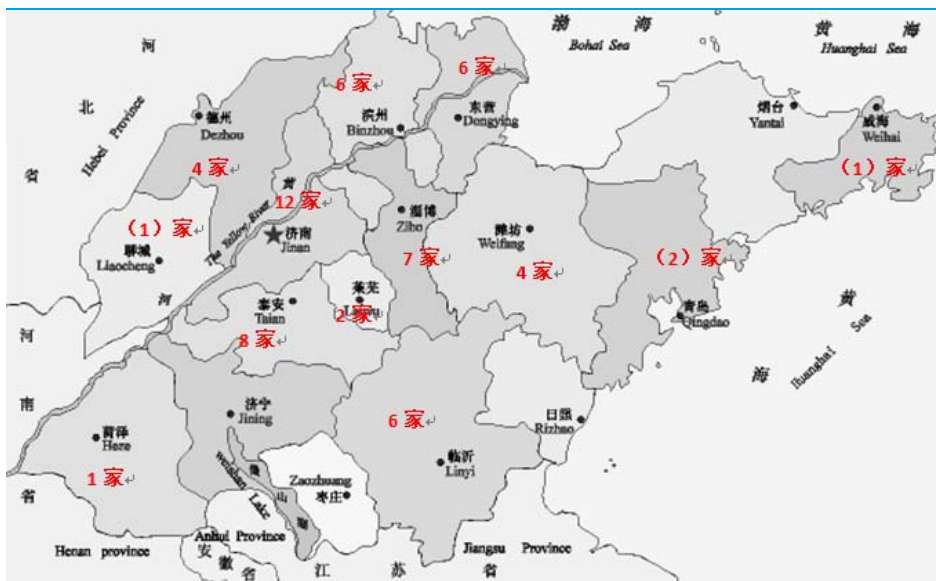 渤 海
Bohai Sea
黄 海
Huanghai Sea
河
北
省
Hebei Province
6 家
6 家
德州
Dezhou
滨州
Binzhou
东营
Dongying
烟台
Yantai
威海
Weihai
4 家
(1) 家
黄
12 家
The Yellow River
河
(1) 家
聊城
Liaocheng
济南
Jinan
淄博
Zibo
7 家
潍坊
Weifang
4 家
(2) 家
青岛
Qingdao
黄
海
Huanghai Sea
泰安
Taian
8 家
莱芜
2 家
河
南
省
菏泽
Heze
1 家
济宁
Jining
6 家
临沂
Linyi
日照
Rizhao
Zaozhuang
枣庄
weishan Lake
微
山
湖
Henan province
Anhui Province
安
徽
省
江 苏 省
Jiangsu Province